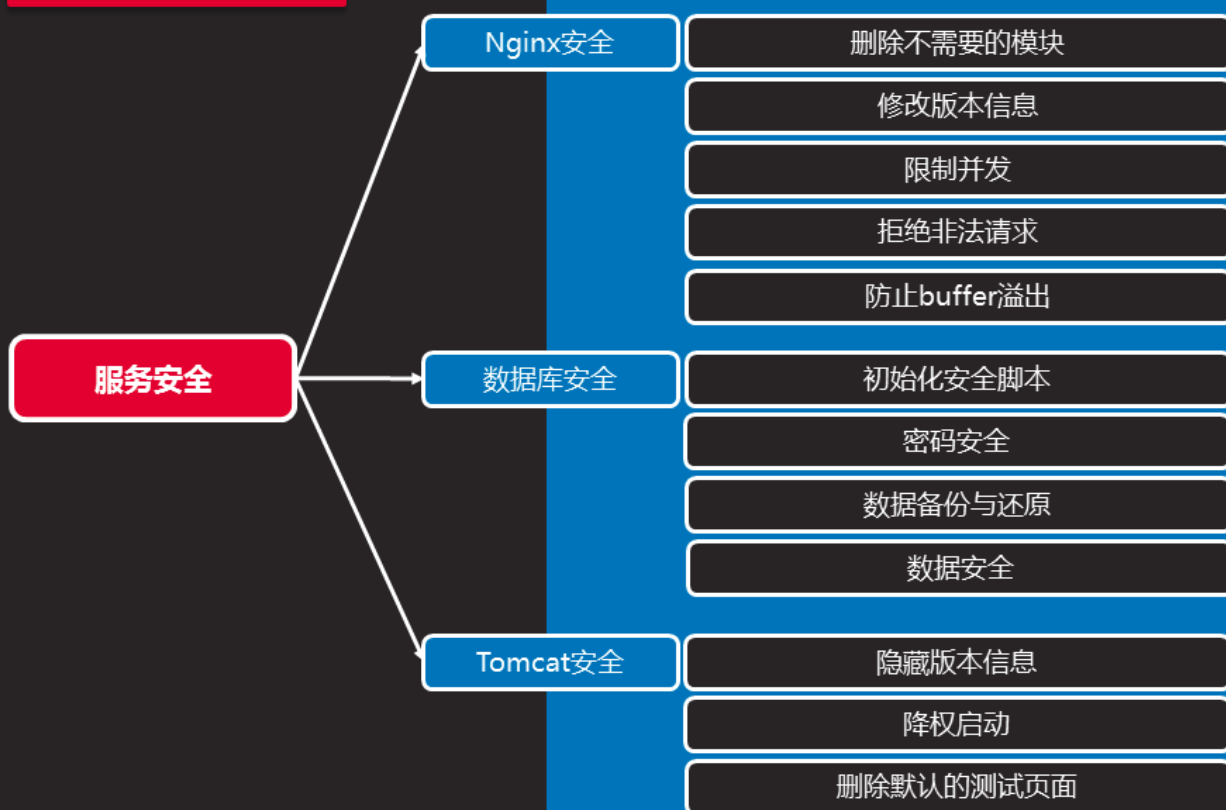 Nginx安全
删除不需要的模块
修改版本信息
限制并发
拒绝非法请求
防止buffer溢出
服务安全
数据库安全
初始化安全脚本
密码安全
数据备份与还原
数据安全
Tomcat安全
隐藏版本信息
降权启动
删除默认的测试页面